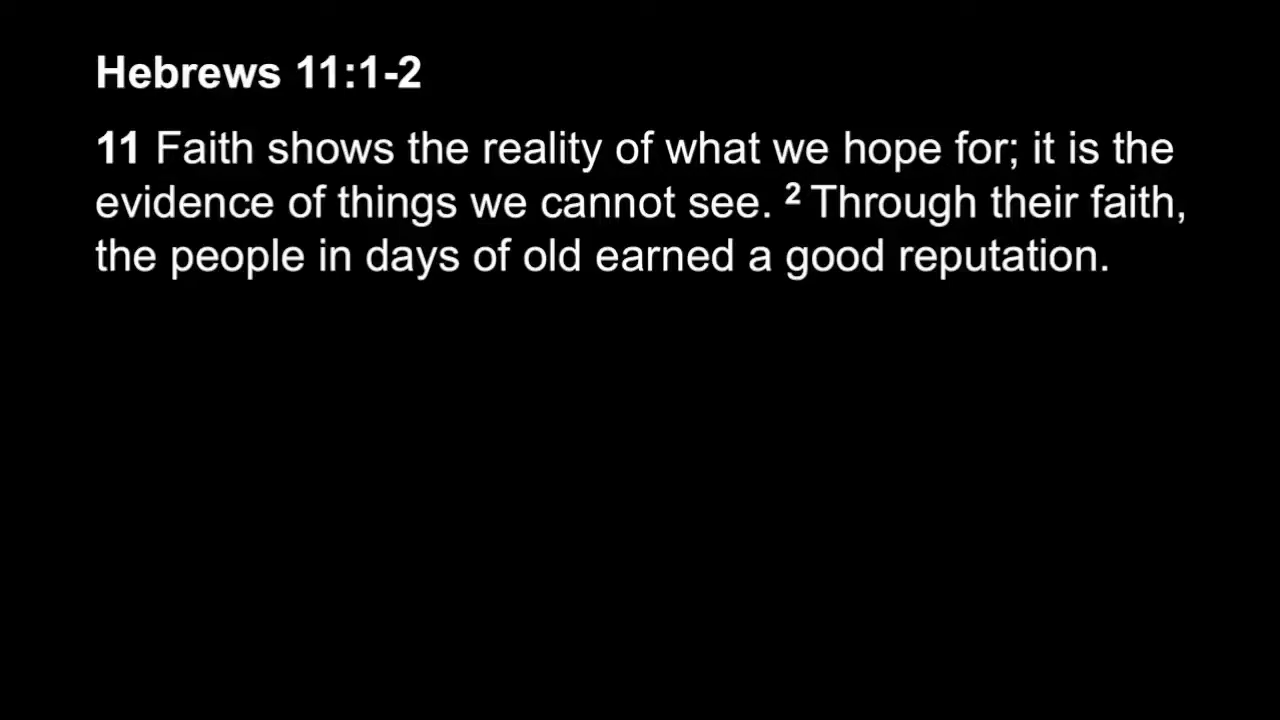 Hebrews 11:1-2
11 Faith shows the reality of what we hope for; it is the
evidence of things we cannot see. 2 Through their faith,
the people in days of old earned a good reputation.